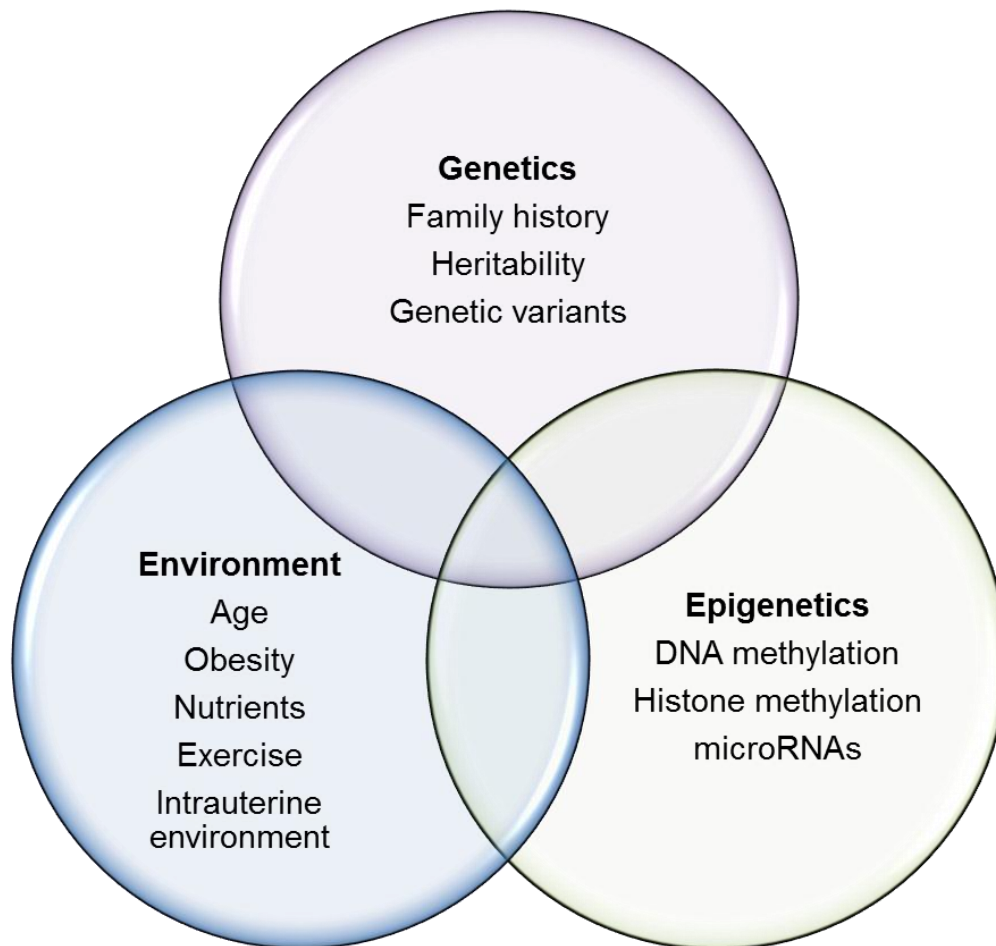 Genetics
Family history
Heritability
Genetic variants
Environment
Age
Obesity
Nutrients
Exercise
Intrauterine
environment
Epigenetics
DNA methylation
Histone methylation
microRNAs